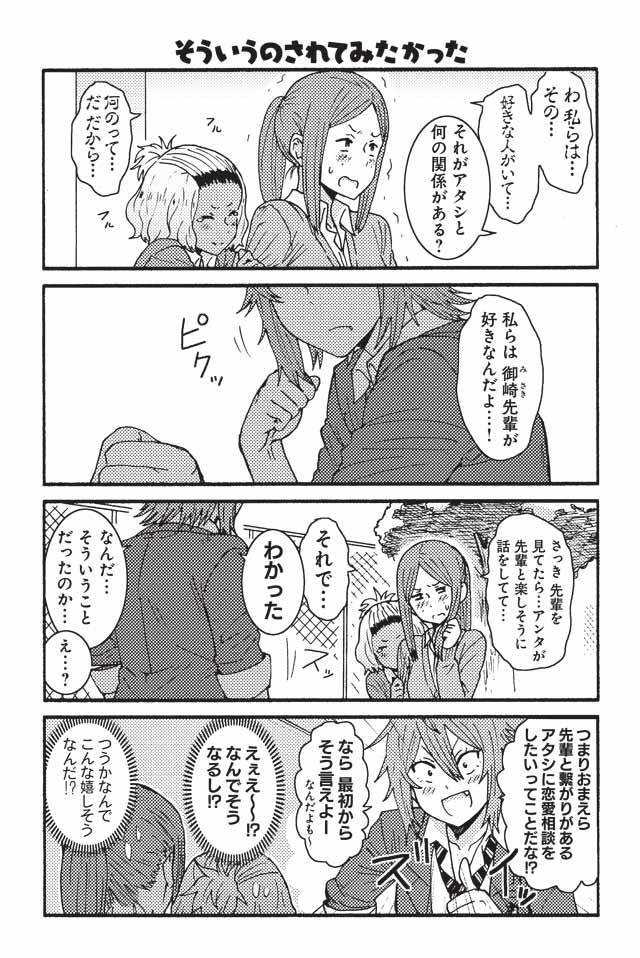 そういうのされてみたかった
わ 私らは…
その…
好きな人がいて…
それがアタシと
何の関係が
ある？
何のって…
だ だから…
私らは 御崎先輩が
みさき
好きなんだよ…！
ピクッ
さっき 先輩を
見てたら…アンタが
先輩と楽しそうに
話をしてて…
それで…
わかった
ズズ
なんだ…
そういうこと
だったのか…
え…？
つまりおまえら
先輩と繋がりがある
アタシに恋愛相談を
したいってことだな!?
なら 最初から
そう言えよー
なんだよも～
えぇえ～!?
なんでそう
なるし!?
つうかなんで
こんな嬉しそう
なんだ!?